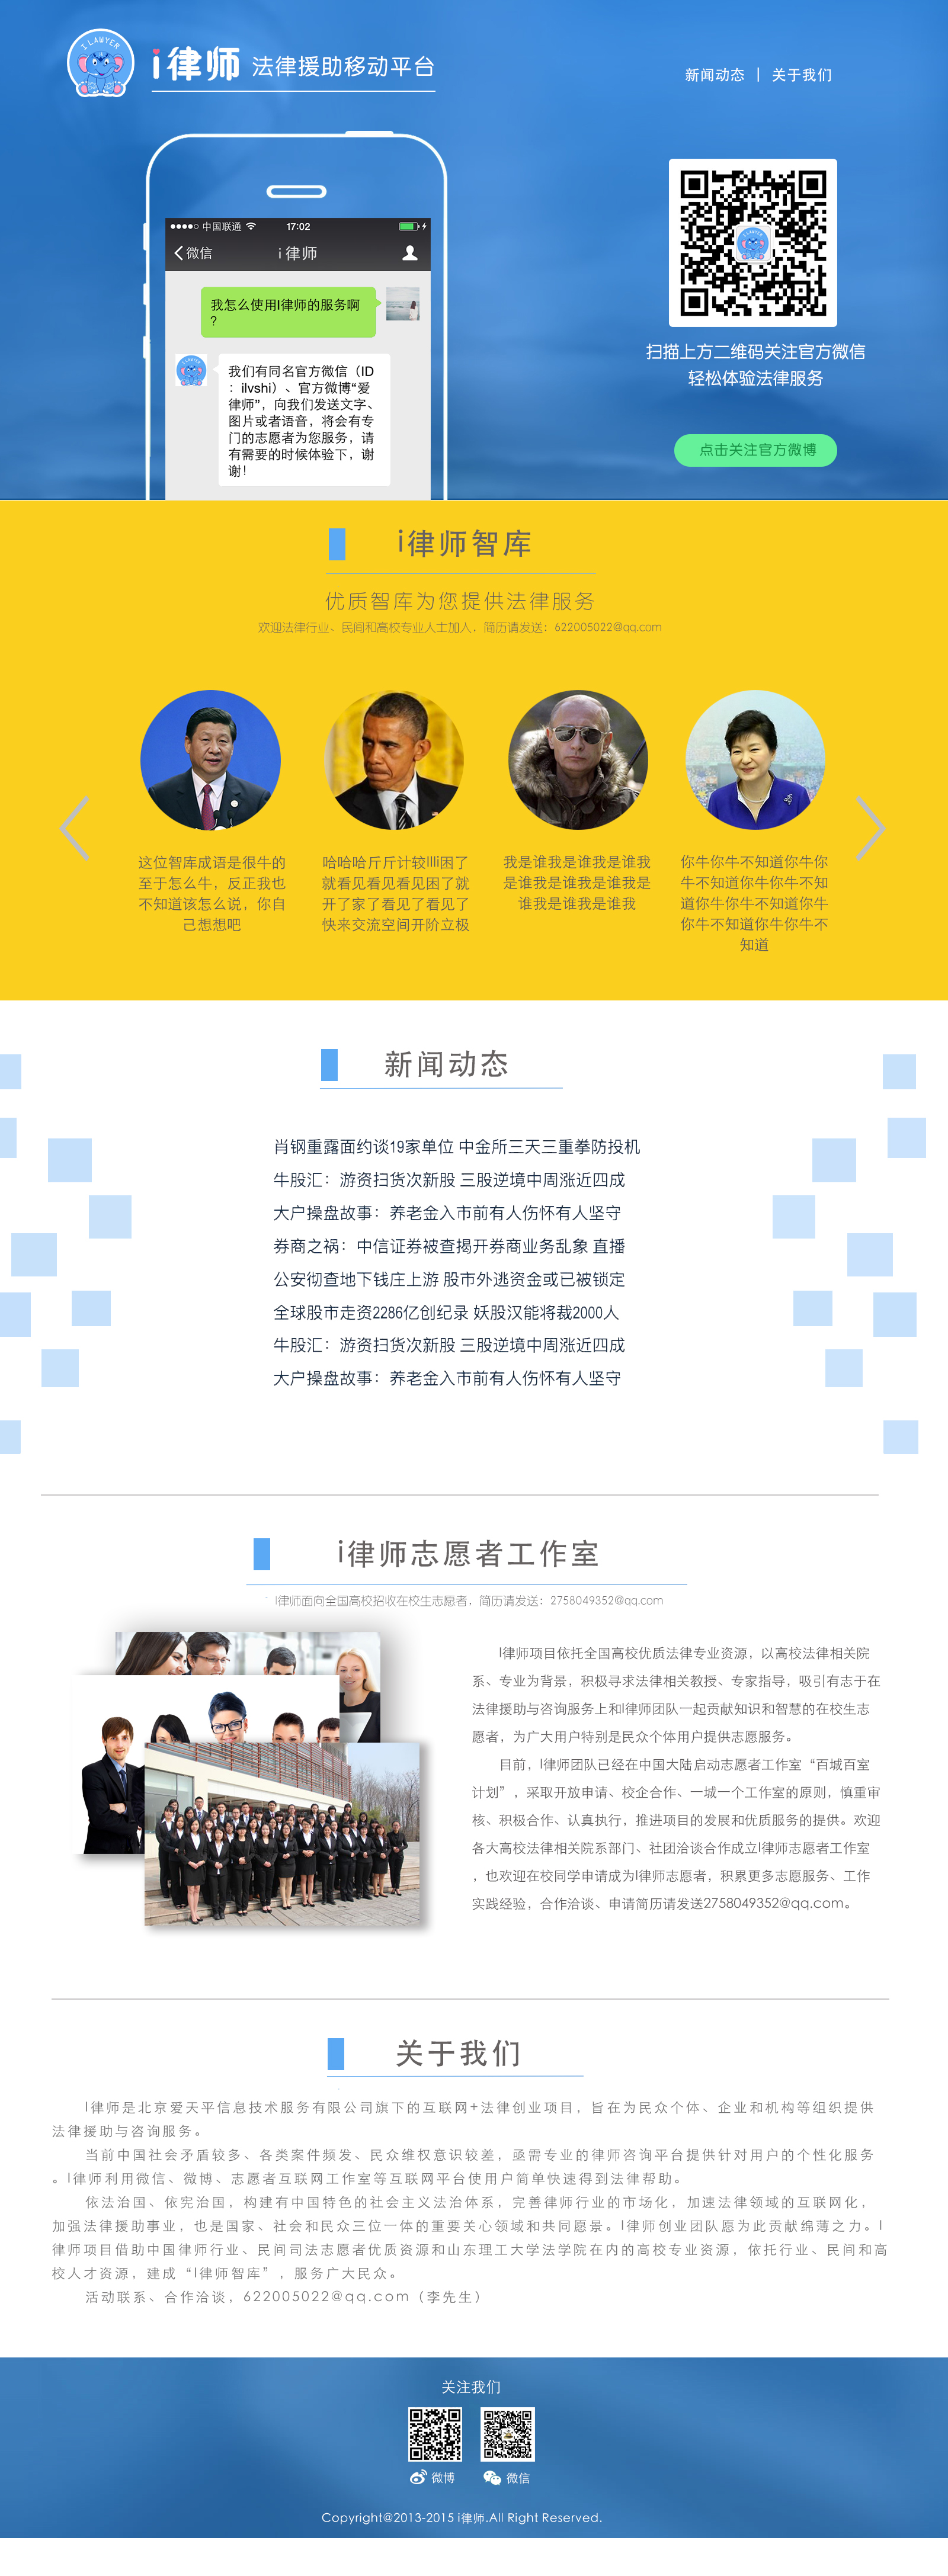 I LAWYER
i律师 法律援助移动平台
新闻动态 | 关于我们
中国联通 17:02
微信 i 律师
我怎么使用I律师的服务啊
?
我们有同名官方微信（ID
：ilvshi）、官方微博“爱
律师”，向我们发送文字、
图片或者语音，将会有专
门的志愿者为您服务，请
有需要的时候体验下，谢
谢！
扫描上方二维码关注官方微信
轻松体验法律服务
点击关注官方微博
i律师智库
优质智库为您提供法律服务
欢迎法律行业、民间和高校专业人士加入，简历请发送：622005022@qq.com
这位智库成语是很牛的
至于怎么牛，反正我也
不知道该怎么说，你自
己想想吧
哈哈哈斤斤计较llli困了
就看见看见看见困了就
开了家了看见了看见了
快来交流空间开阶立极
我是谁我是谁我是谁我
是谁我是谁我是谁我是
谁我是谁我是谁我
你牛你牛不知道你牛你
牛不知道你牛你牛不知
道你牛你牛不知道你牛
你牛不知道你牛你牛不
知道
新闻动态
肖钢重露面约谈19家单位 中金所三天三重拳防投机
牛股汇：游资扫货次新股 三股逆境中周涨近四成
大户操盘故事：养老金入市前有人伤怀有人坚守
券商之祸：中信证券被查揭开券商业务乱象 直播
公安彻查地下钱庄上游 股市外逃资金或已被锁定
全球股市走资2286亿创纪录 妖股汉能将裁2000人
牛股汇：游资扫货次新股 三股逆境中周涨近四成
大户操盘故事：养老金入市前有人伤怀有人坚守
i律师志愿者工作室
I律师面向全国高校招收在校生志愿者，简历请发送：2758049352@qq.com
I律师项目依托全国高校优质法律专业资源，以高校法律相关院
系、专业为背景，积极寻求法律相关教授、专家指导，吸引有志于在
法律援助与咨询服务上和I律师团队一起贡献知识和智慧的在校生志
愿者，为广大用户特别是民众个体用户提供志愿服务。
目前，I律师团队已经在中国大陆启动志愿者工作室“百城百室
计划”，采取开放申请、校企合作、一城一个工作室的原则，慎重审
核、积极合作、认真执行，推进项目的发展和优质服务的提供。欢迎
各大高校法律相关院系部门、社团洽谈合作成立I律师志愿者工作室
，也欢迎在校同学申请成为I律师志愿者，积累更多志愿服务、工作
实践经验，合作洽谈、申请简历请发送2758049352@qq.com。
关于我们
I律师是北京爱天平信息技术服务有限公司旗下的互联网+法律创业项目，旨在为民众个体、企业和机构等组织提供
法律援助与咨询服务。
当前中国社会矛盾较多、各类案件频发、民众维权意识较差，亟需专业的律师咨询平台提供针对用户的个性化服务
。I律师利用微信、微博、志愿者互联网工作室等互联网平台使用户简单快速得到法律帮助。
依法治国、依宪治国，构建有中国特色的社会主义法治体系，完善律师行业的市场化，加速法律领域的互联网化，
加强法律援助事业，也是国家、社会和民众三位一体的重要关心领域和共同愿景。I律师创业团队愿为此贡献绵薄之力。I
律师项目借助中国律师行业、民间司法志愿者优质资源和山东理工大学法学院在内的高校专业资源，依托行业、民间和高
校人才资源，建成“I律师智库”，服务广大民众。
活动联系、合作洽谈，622005022@qq.com（李先生）
关注我们
微博 微信
Copyright@2013-2015 i律师.All Right Reserved.